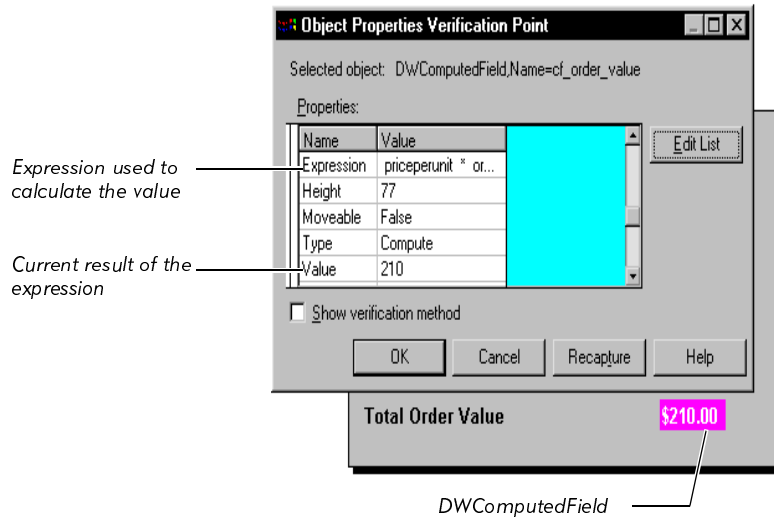 Object Properties Verification Point
Selected object: DWComputedField,Name=cf_order_value
Properties:
Name Value
Expression priceperunit * or...
Height 77
Moveable False
Type Compute
Value 210
Edit List
Expression used to
calculate the value
Current result of the
expression
Show verification method
OK Cancel Recapture Help
Total Order Value $210.00
DWComputedField